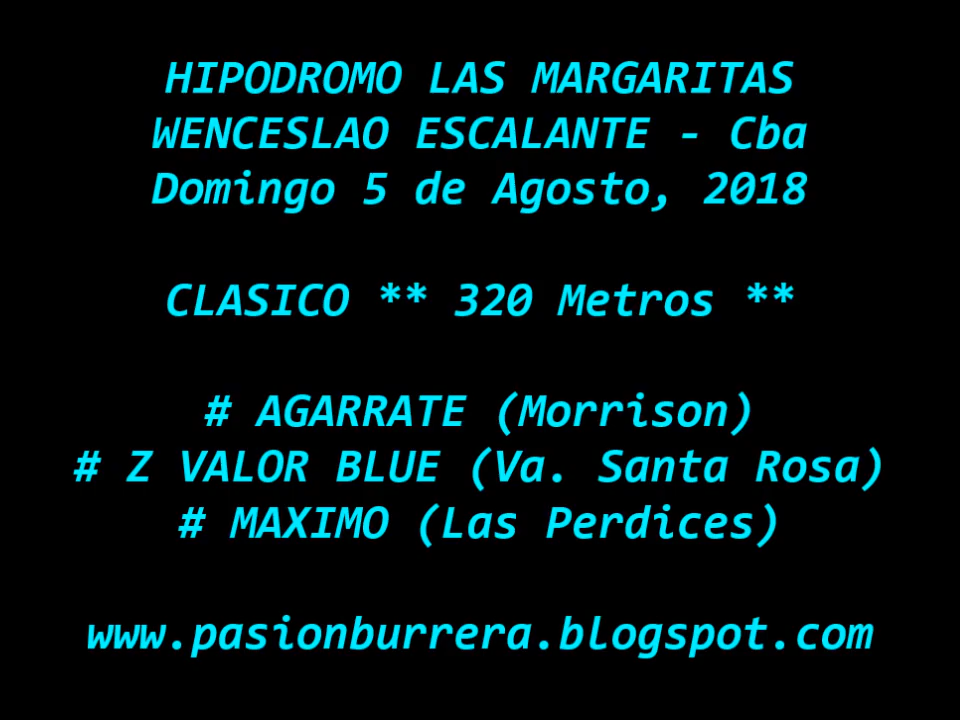 HIPODROMO LAS MARGARITAS
WENCESLAO ESCALANTE - Cba
Domingo 5 de Agosto, 2018
CLASICO ** 320 Metros **
# AGARRATE (Morrison)
# Z VALOR BLUE (Va. Santa Rosa)
# MAXIMO (Las Perdices)
www.pasionburrera.blogspot.com